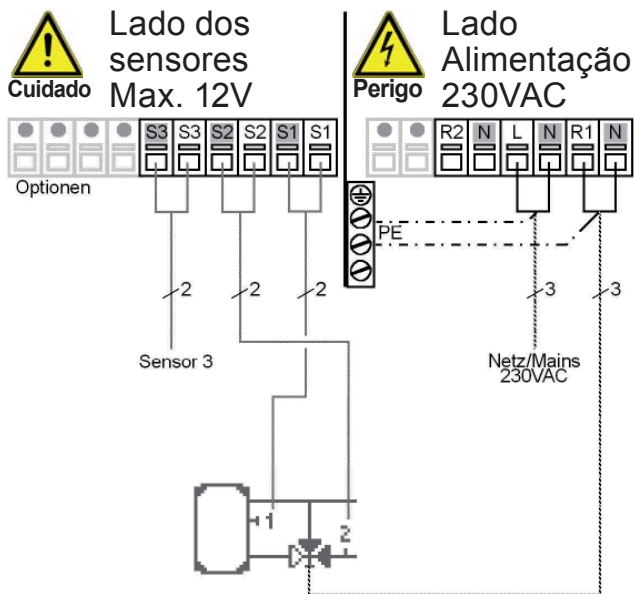 Cuidado
Lado dos
sensores
Max. 12V
Perigo
Lado
Alimentação
230VAC
S3 S3 S2 S2 S1 S1
R2 N L N R1 N
Optionen
PE
2 2 2
3 3
Sensor 3
Netz/Mains
230VAC
1
2